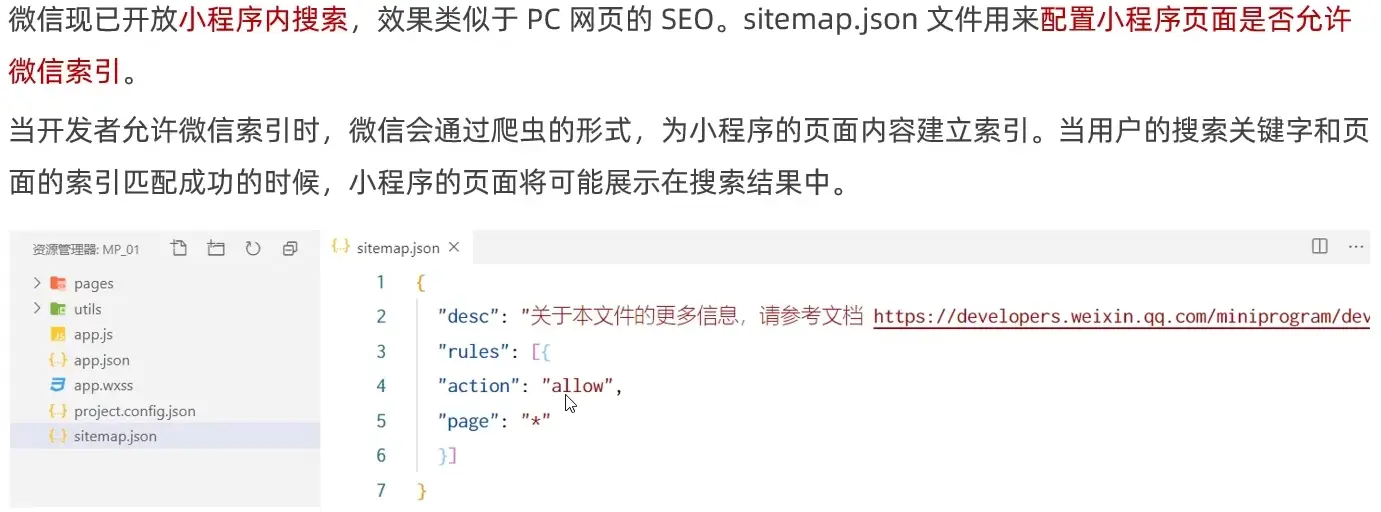 微信现已开放小程序内搜索，效果类似于 PC 网页的 SEO。sitemap.json 文件用来配置小程序页面是否允许
微信索引。
当开发者允许微信索引时，微信会通过爬虫的形式，为小程序的页面内容建立索引。当用户的搜索关键字和页
面的索引匹配成功的时候，小程序的页面将可能展示在搜索结果中。
资源管理器: MP_01
pages
utils
JS app.js
{..} app.json
app.wxss
{..} project.config.json
{..} sitemap.json
{..} sitemap.json ×
1 {
2 "desc": "关于本文件的更多信息，请参考文档 https://developers.weixin.qq.com/miniprogram/dev
3 "rules": [{
4 "action": "allow",
5 "page": "*"
6 }]
7 }